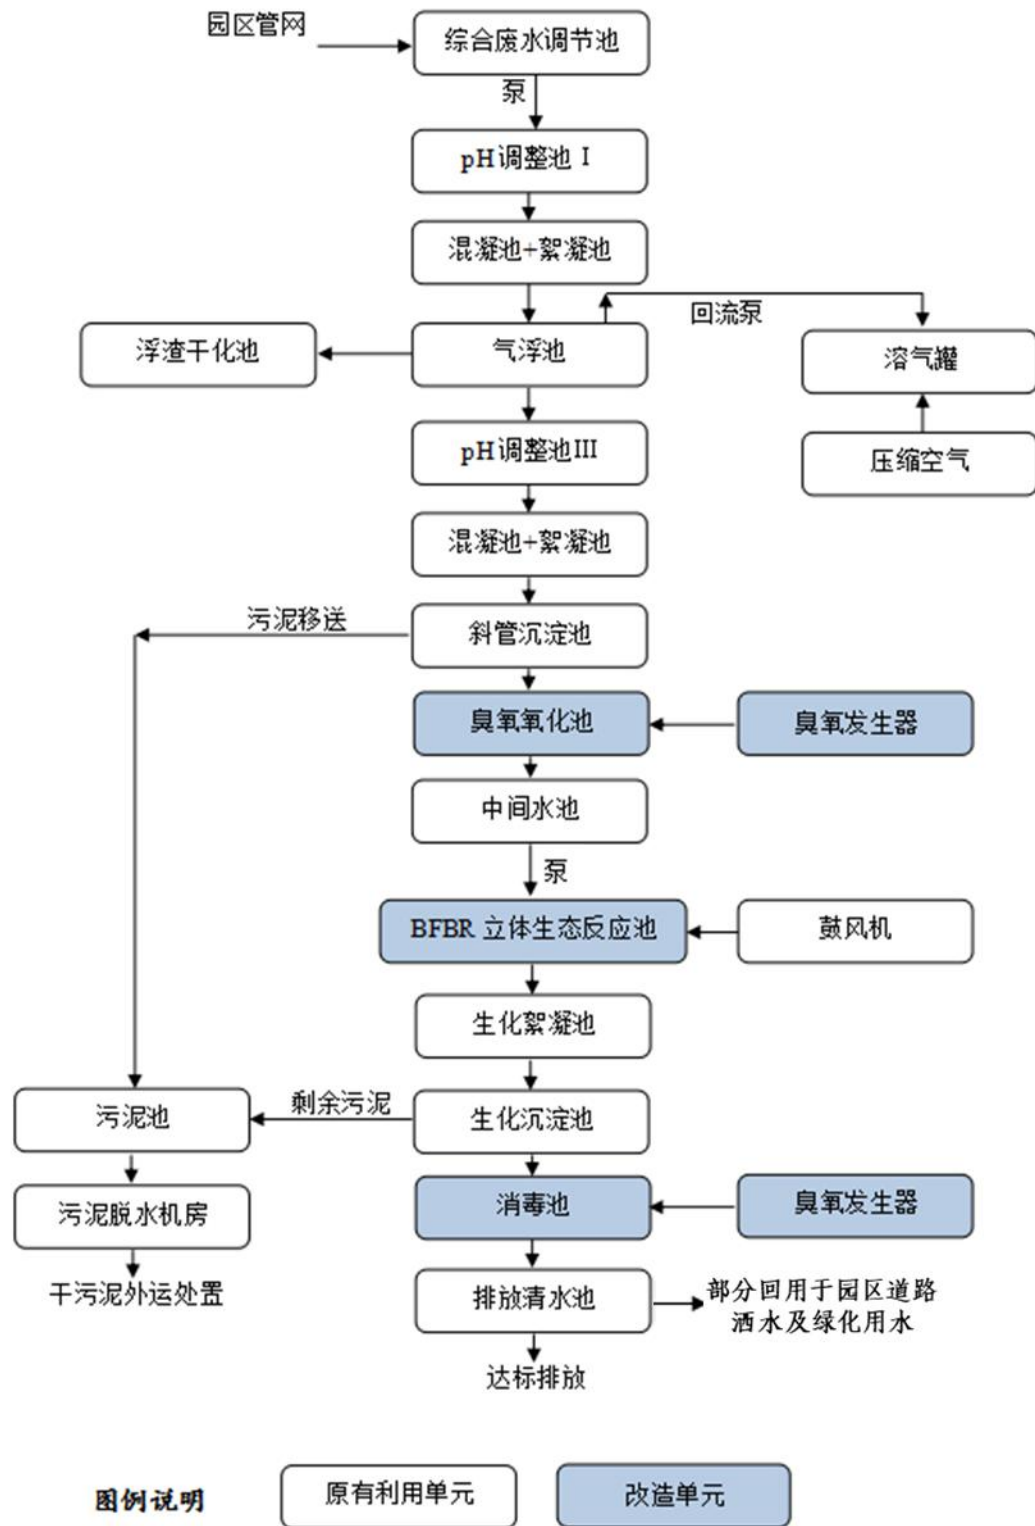 园区管网
综合废水调节池
泵
pH调整池 I
混凝池+絮凝池
回流泵
浮渣干化池
气浮池
溶气罐
pH调整池III
压缩空气
混凝池+絮凝池
污泥移送
斜管沉淀池
臭氧氧化池
臭氧发生器
中间水池
泵
BFBR 立体生态反应池
鼓风机
生化絮凝池
污泥池
剩余污泥
生化沉淀池
污泥脱水机房
消毒池
臭氧发生器
干污泥外运处置
排放清水池
部分回用于园区道路
洒水及绿化用水
达标排放
图例说明
原有利用单元
改造单元